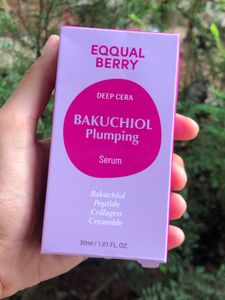 EQQUAL
BERRY
DEEP CERA
BAKUCHIOL
Plumping
Serum
Bakuchiol
Peptide
Collagen
Ceramide
30ml / 1.01 FL. OZ.